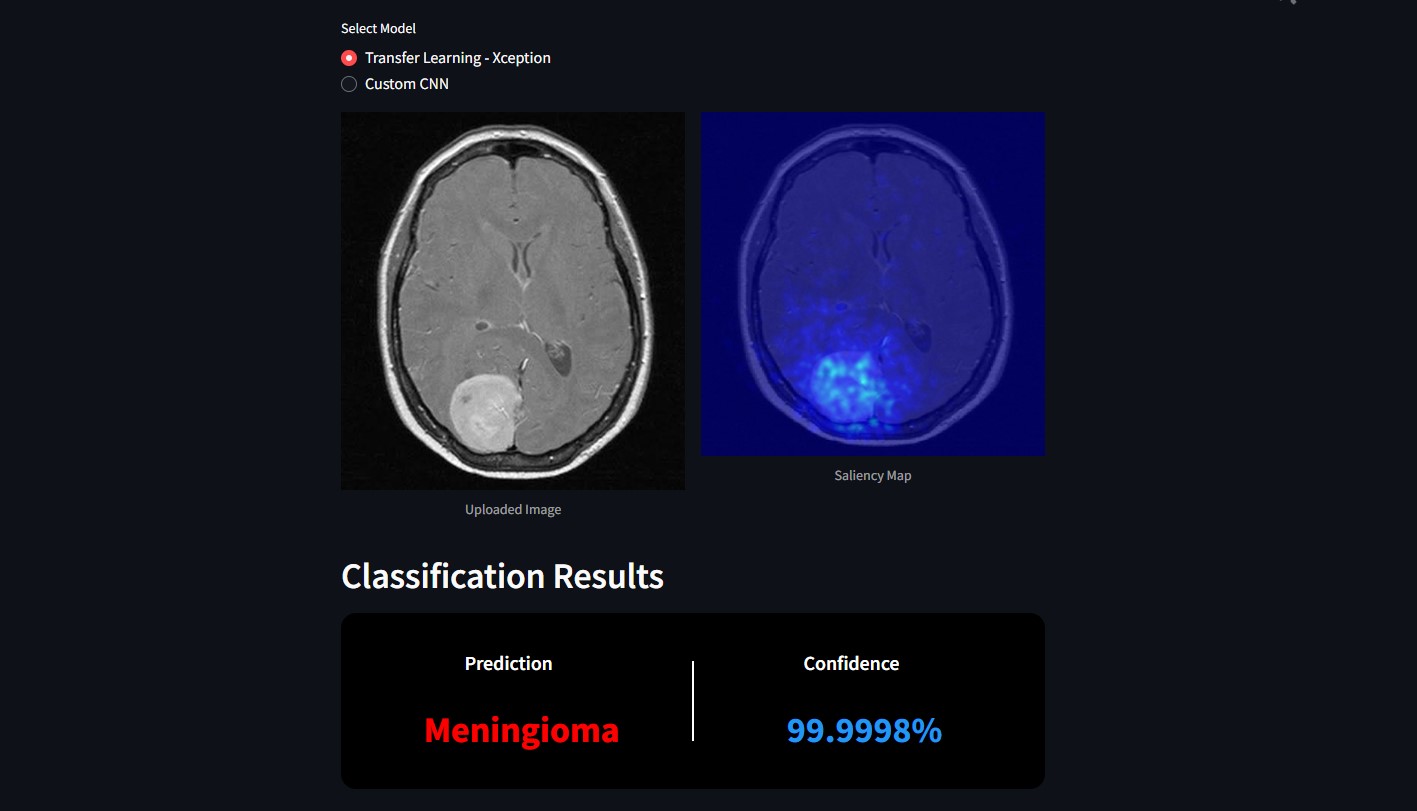 Select Model
Transfer Learning - Xception
Custom CNN
Uploaded Image
Saliency Map
Classification Results
Prediction
Confidence
Meningioma
99.9998%